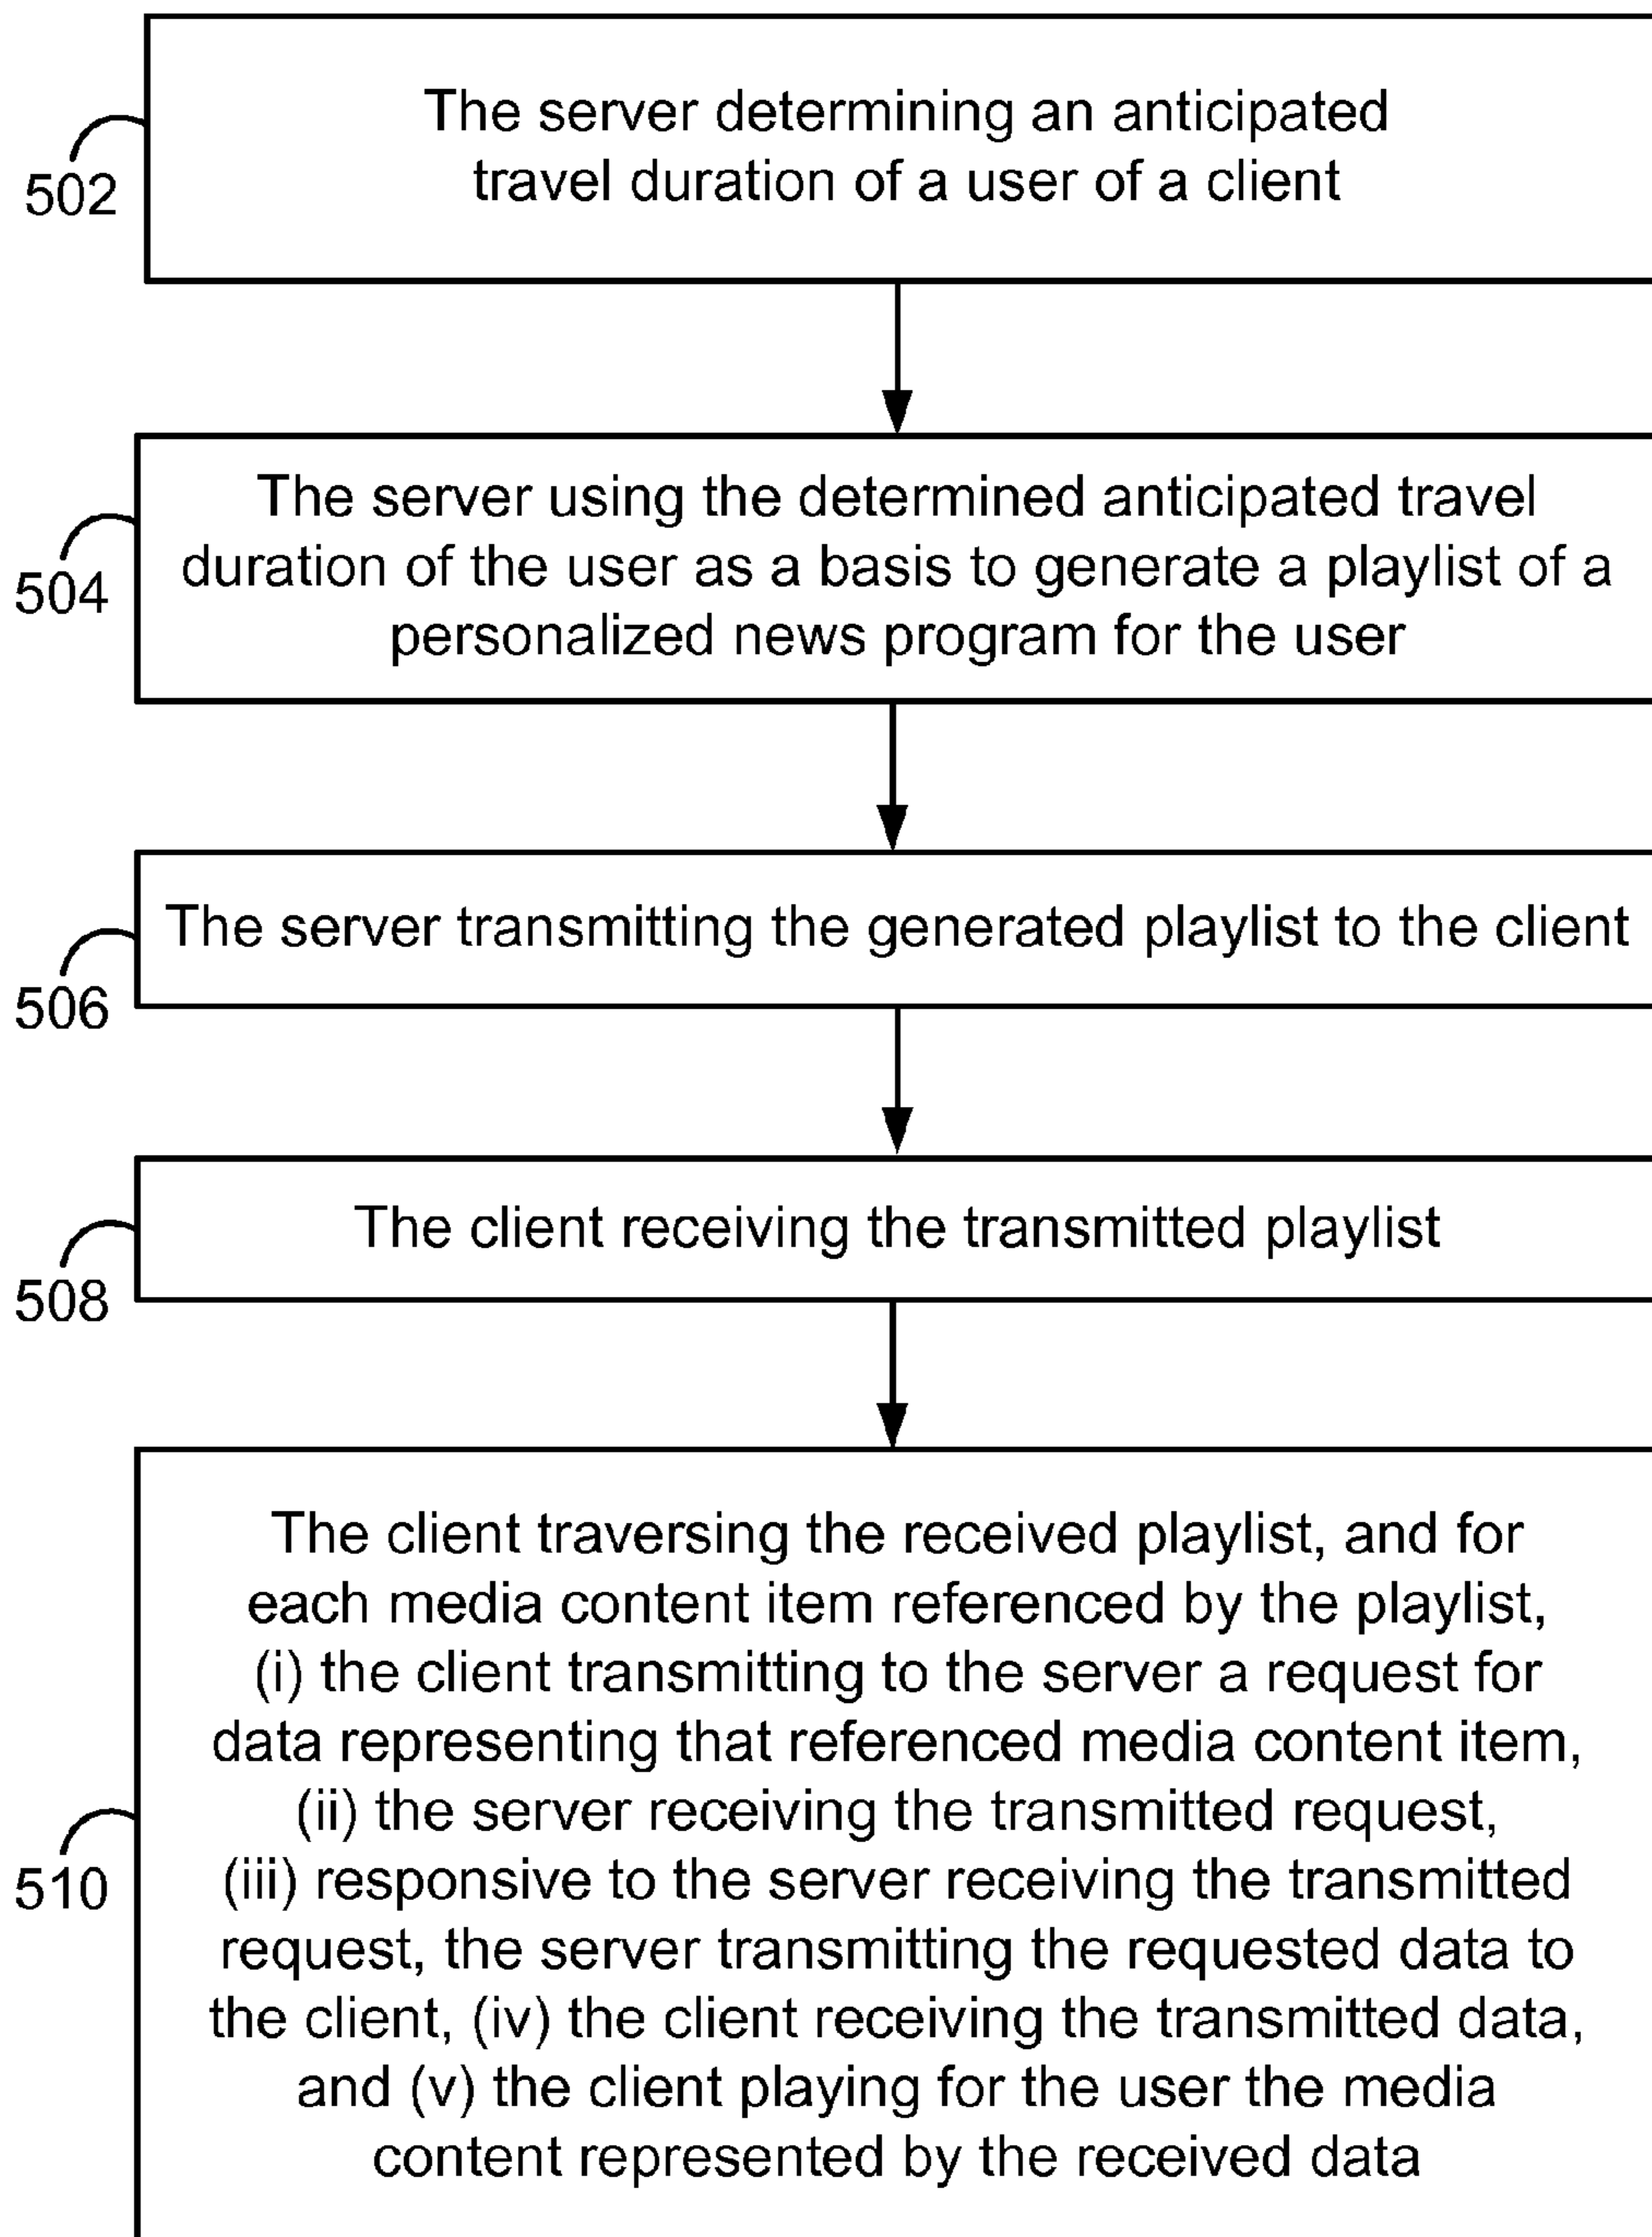 The server determining an anticipated
travel duration of a user of a client
502
The server using the determined anticipated travel
duration of the user as a basis to generate a playlist of a
personalized news program for the user
504
The server transmitting the generated playlist to the client
506
The client receiving the transmitted playlist
508
The client traversing the received playlist, and for
each media content item referenced by the playlist,
(i) the client transmitting to the server a request for
data representing that referenced media content item,
(ii) the server receiving the transmitted request,
(iii) responsive to the server receiving the transmitted
request, the server transmitting the requested data to
the client, (iv) the client receiving the transmitted data,
and (v) the client playing for the user the media
content represented by the received data
510